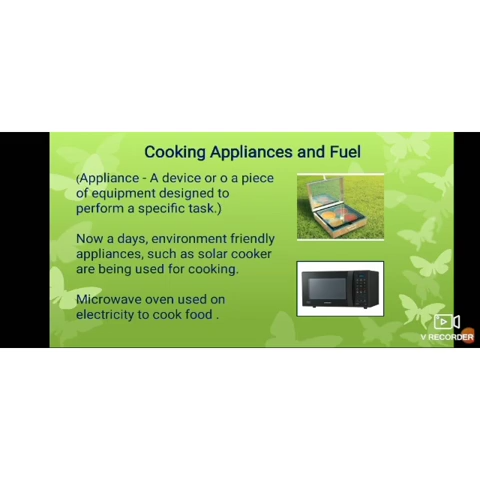 Cooking Appliances and Fuel
(Appliance - A device or o a piece
of equipment designed to
perform a specific task.)
Now a days, environment friendly
appliances, such as solar cooker
are being used for cooking.
Microwave oven used on
electricity to cook food .
V RECORDER